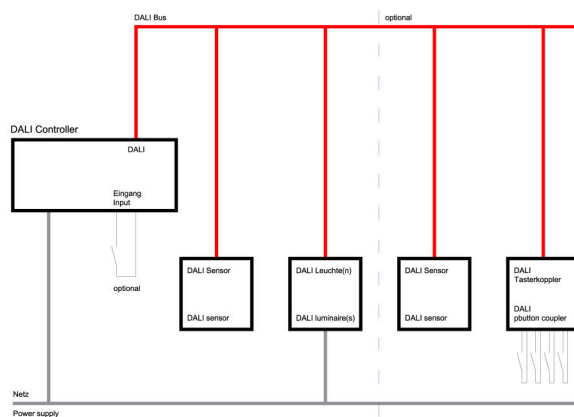 DALI Bus
optional
DALI Controller
DALI
Eingang
Input
optional
DALI Sensor
DALI sensor
DALI Leuchte(n)
DALI luminaire(s)
DALI Sensor
DALI sensor
DALI
Tasterkoppler
DALI
pbutton coupler
Netz
Power supply